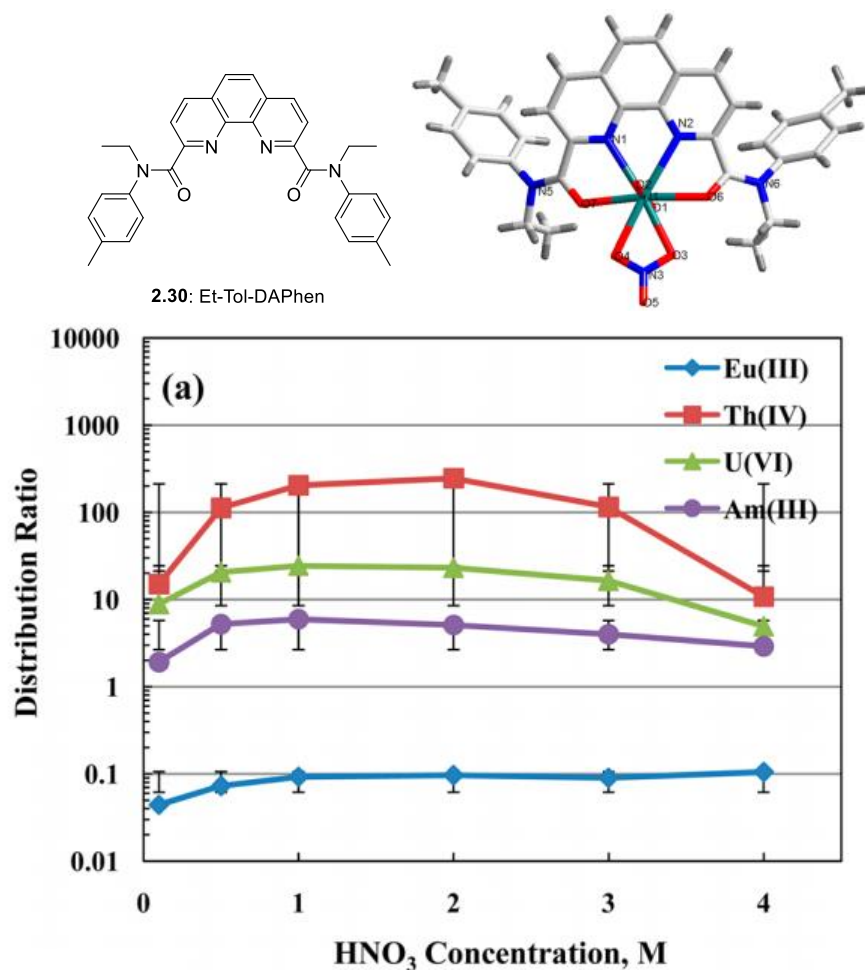 N
N
N
O
O
N
2.30: Et-Tol-DAPhen
N1
N2
N5
O7
O2
O1
O6
N6
O4
O3
N3
O5
(a)
Eu(III)
Th(IV)
U(VI)
Am(III)
10000
1000
100
10
1
0.1
0.01
Distribution Ratio
0
1
2
3
4
HNO₃ Concentration, M